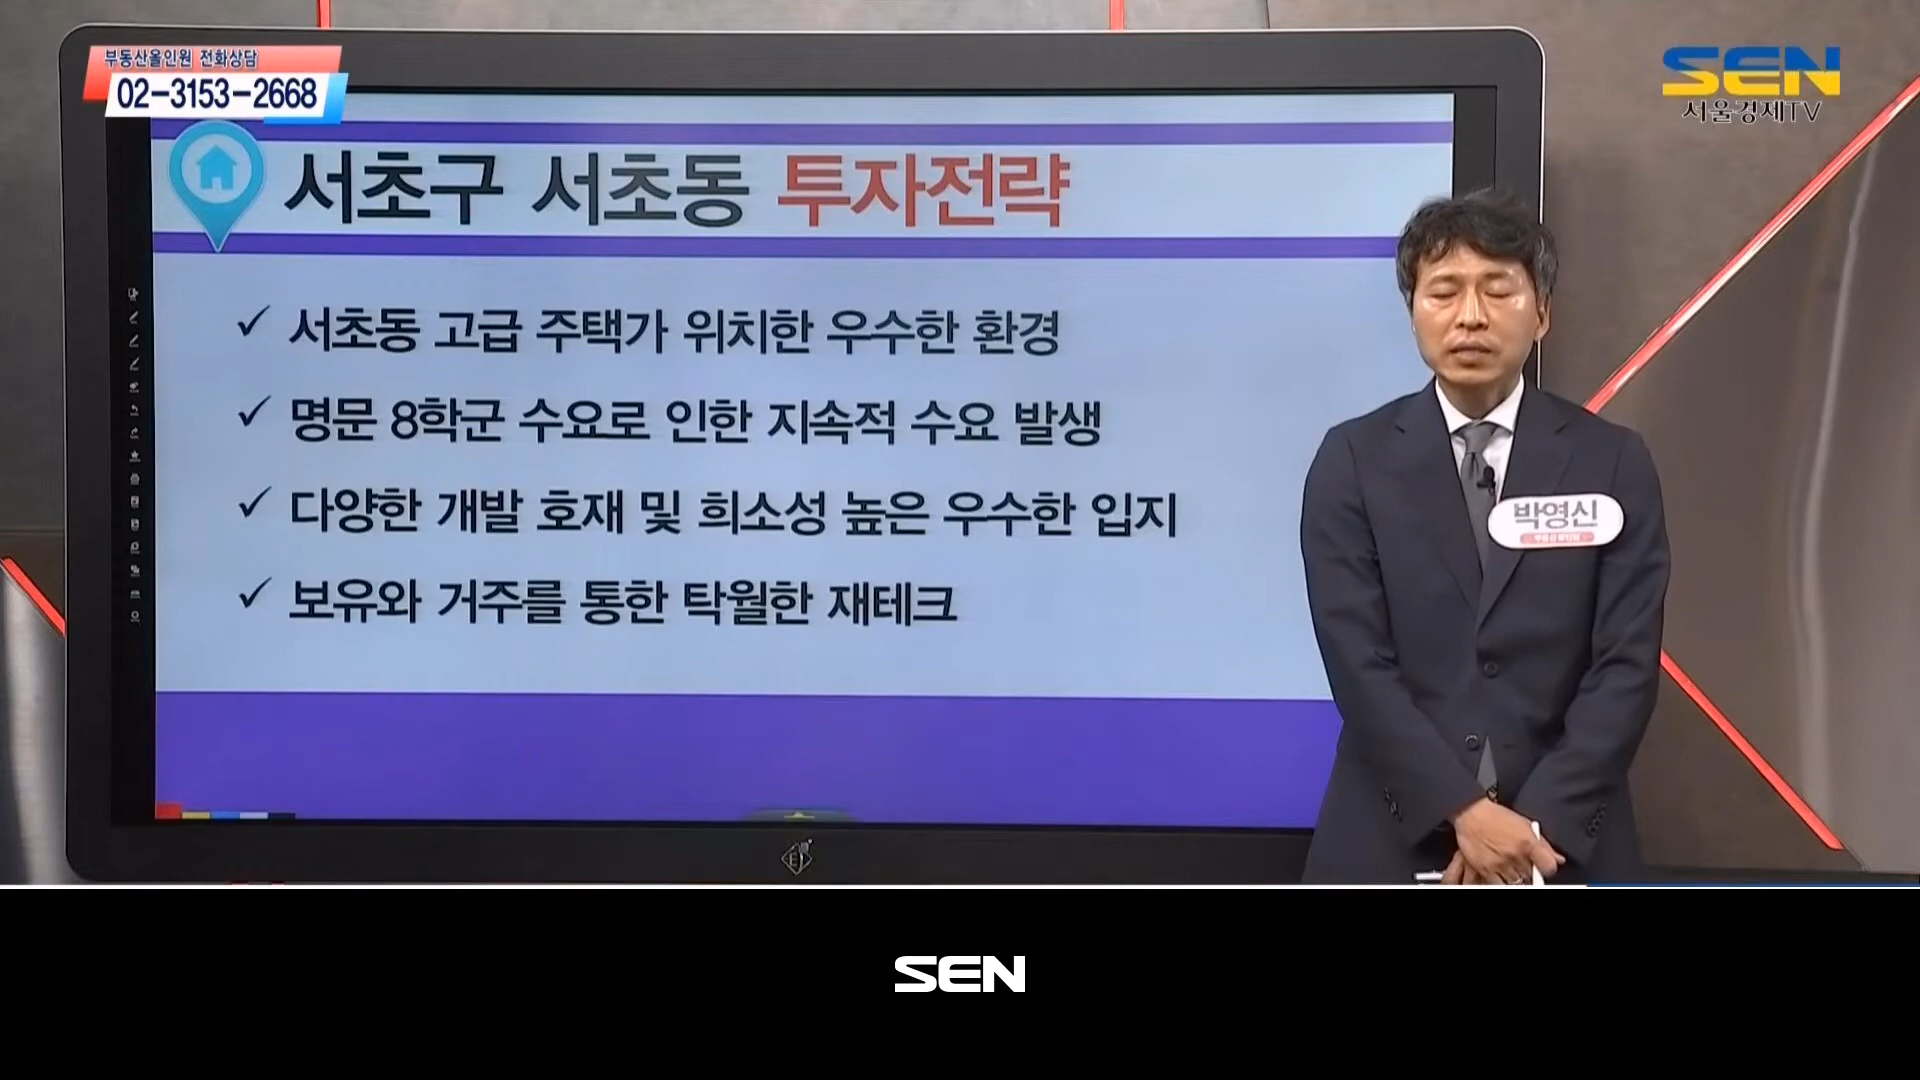 부동산올인원 전화상담
02-3153-2668
SEN
서울경제TV
서초구 서초동 투자전략
✓ 서초동 고급 주택가 위치한 우수한 환경
✓ 명문 8학군 수요로 인한 지속적 수요 발생
✓ 다양한 개발 호재 및 희소성 높은 우수한 입지
✓ 보유와 거주를 통한 탁월한 재테크
박영신
SEN